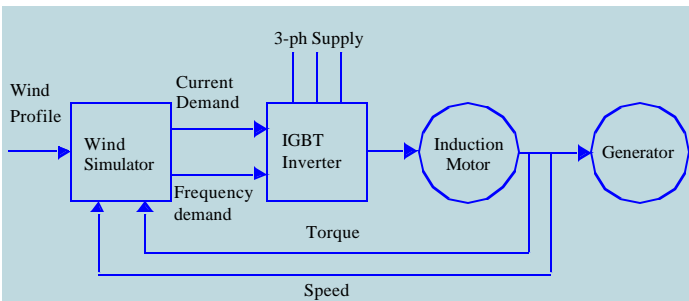 3-ph Supply
Wind
Profile
Current
Demand
Wind
Simulator
IGBT
Inverter
Induction
Motor
Generator
Frequency
demand
Torque
Speed